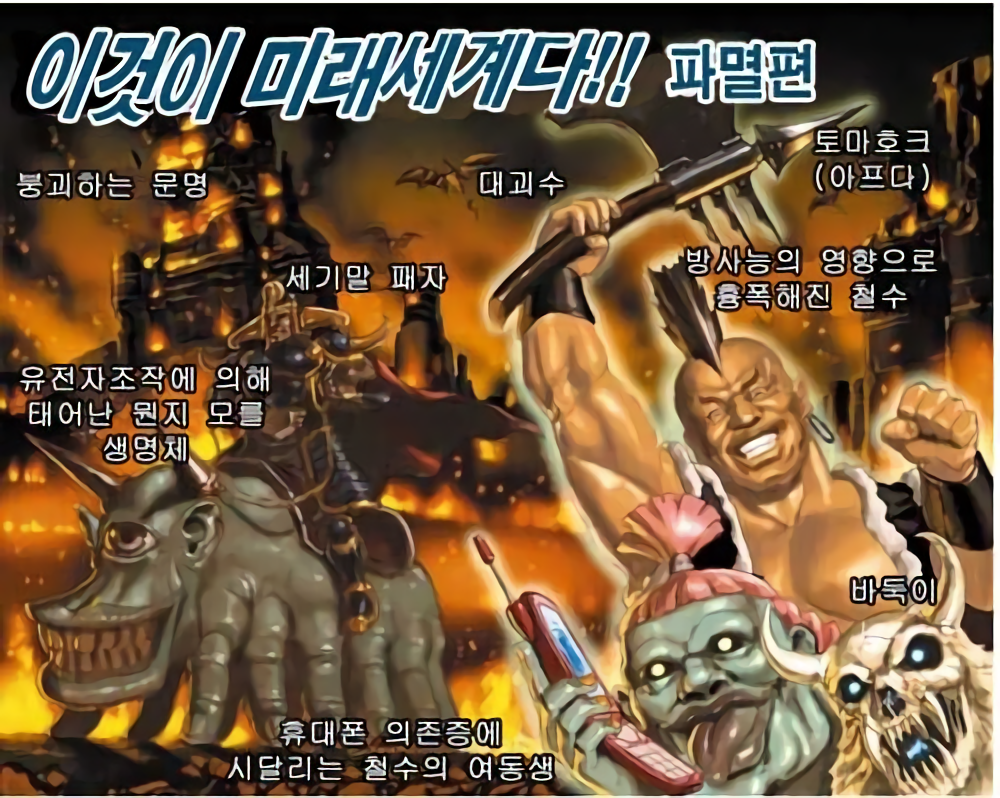 이것이 미래세계다!! 파멸편
붕괴하는 문명
대괴수
토마호크
(아프다)
세기말 패자
방사능의 영향으로
흉폭해진 철수
유전자조작에 의해
태어난 뭔지 모를
생명체
바둑이
휴대폰 의존증에
시달리는 철수의 여동생